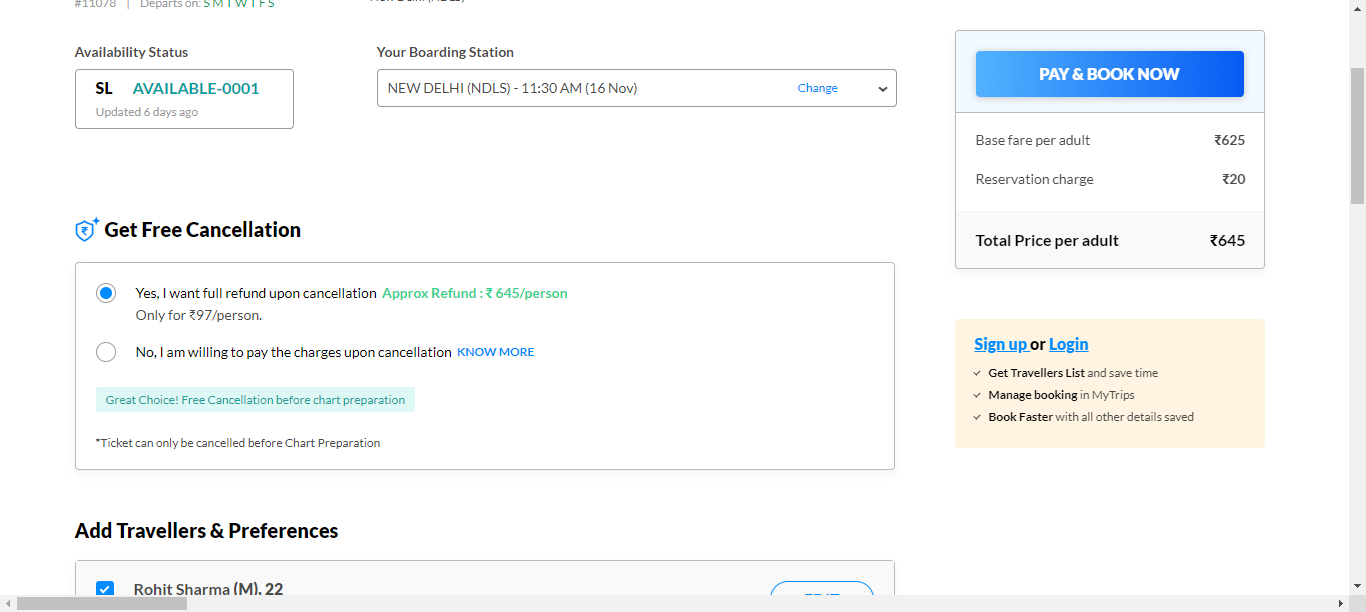 #11078 | Departs on: S M T W T F S
Availability Status
SL AVAILABLE-0001
Updated 6 days ago
Your Boarding Station
NEW DELHI (NDLS) - 11:30 AM (16 Nov)
Change
Get Free Cancellation
Yes, I want full refund upon cancellation Approx Refund : ₹ 645/person
Only for ₹97/person.
No, I am willing to pay the charges upon cancellation KNOW MORE
Great Choice! Free Cancellation before chart preparation
*Ticket can only be cancelled before Chart Preparation
Add Travellers & Preferences
Rohit Sharma (M), 22
EDIT
PAY & BOOK NOW
Base fare per adult ₹625
Reservation charge ₹20
Total Price per adult ₹645
Sign up or Login
Get Travellers List and save time
Manage booking in MyTrips
Book Faster with all other details saved